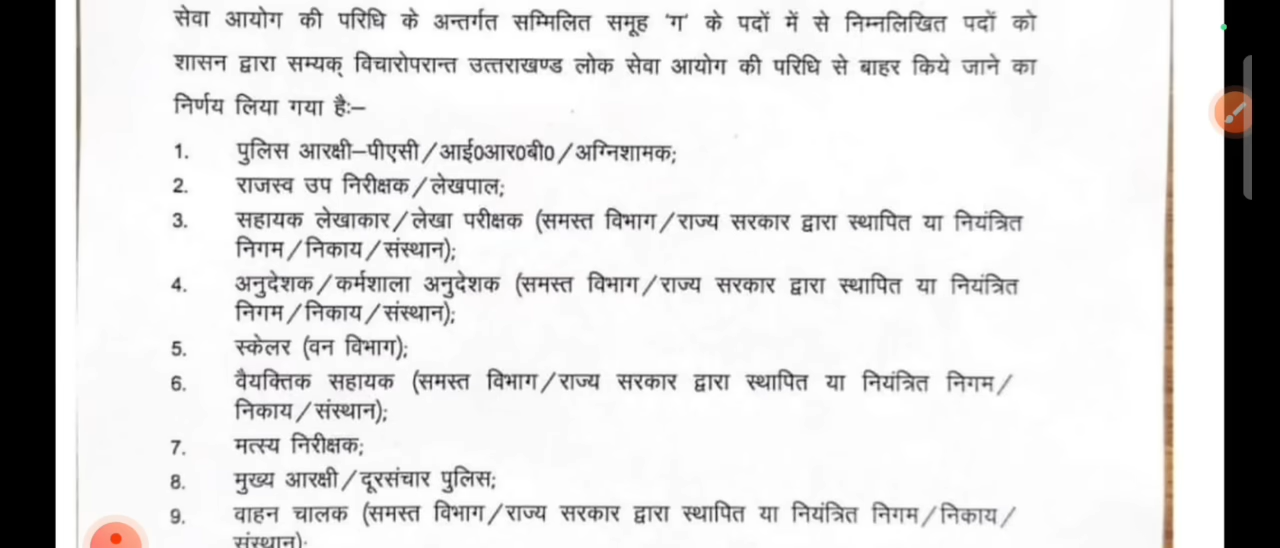 सेवा आयोग की परिधि के अन्तर्गत सम्मिलित समूह 'ग' के पदों में से निम्नलिखित पदों को
शासन द्वारा सम्यक् विचारोपरान्त उत्तराखण्ड लोक सेवा आयोग की परिधि से बाहर किये जाने का
निर्णय लिया गया हैः–
1. पुलिस आरक्षी–पीएसी/आई0आर0बी0/अग्निशामक;
2. राजस्व उप निरीक्षक/लेखपाल;
3. सहायक लेखाकार/लेखा परीक्षक (समस्त विभाग/राज्य सरकार द्वारा स्थापित या नियंत्रित
निगम/निकाय/संस्थान);
4. अनुदेशक/कर्मशाला अनुदेशक (समस्त विभाग/राज्य सरकार द्वारा स्थापित या नियंत्रित
निगम/निकाय/संस्थान);
5. स्केलर (वन विभाग);
6. वैयक्तिक सहायक (समस्त विभाग/राज्य सरकार द्वारा स्थापित या नियंत्रित निगम/
निकाय/संस्थान);
7. मत्स्य निरीक्षक;
8. मुख्य आरक्षी/दूरसंचार पुलिस;
9. वाहन चालक (समस्त विभाग/राज्य सरकार द्वारा स्थापित या नियंत्रित निगम/निकाय/
संस्थान);